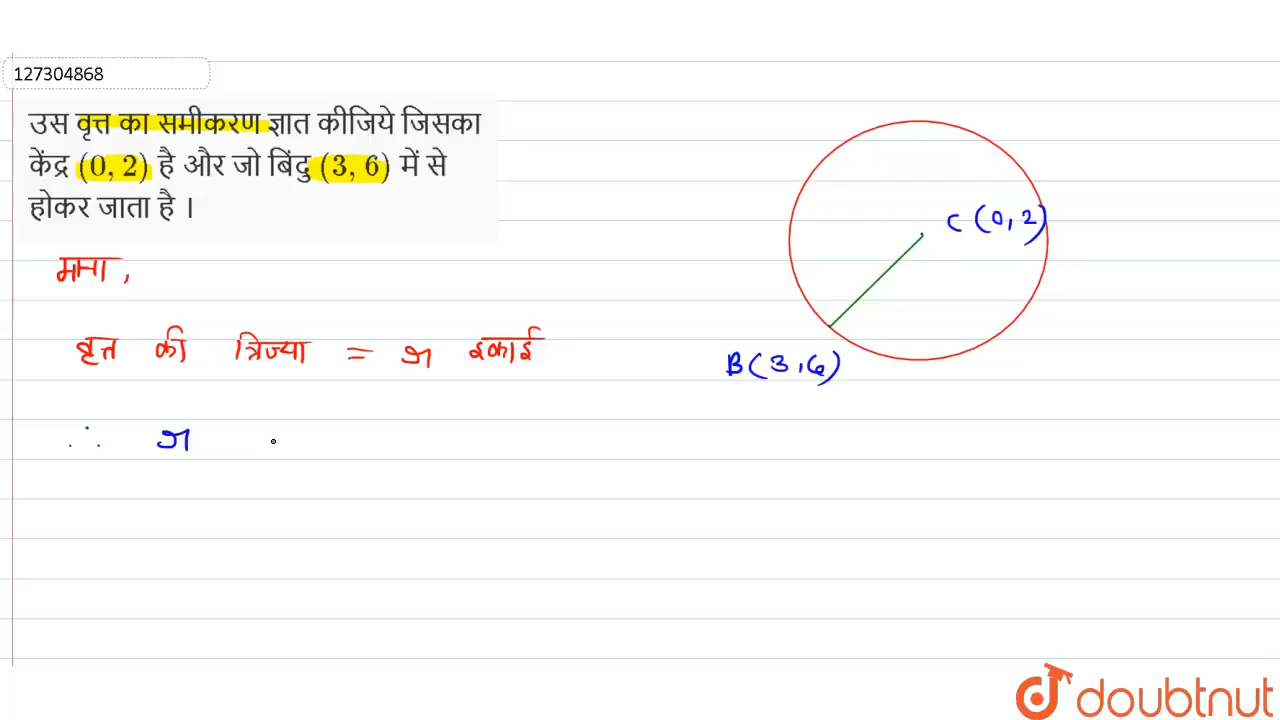 127304868
उस वृत्त का समीकरण ज्ञात कीजिये जिसका
केंद्र (0, 2) है और जो बिंदु (3, 6) में से
होकर जाता है ।
माना,
वृत्त की त्रिज्या = r इकाई
∴ r
C (0, 2)
B (3, 6)
doubtnut